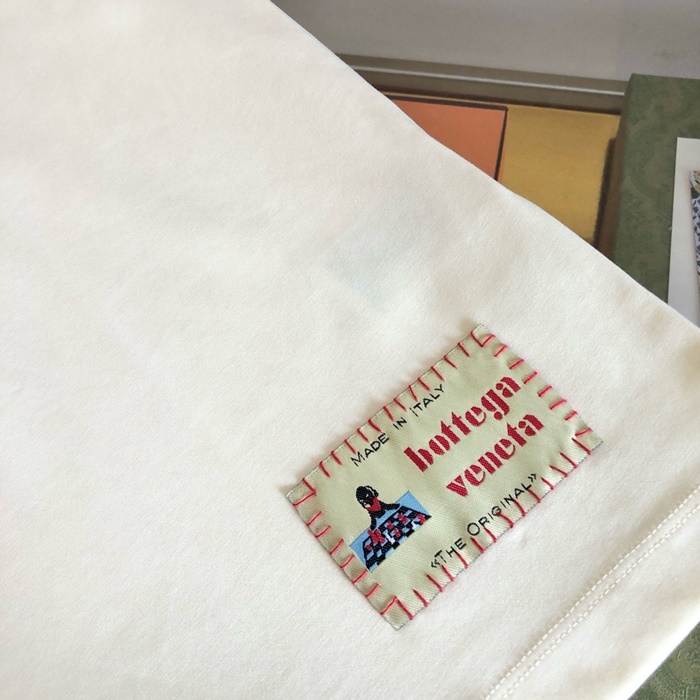 MADE IN ITALY
bottega
veneta
«THE ORIGINAL»